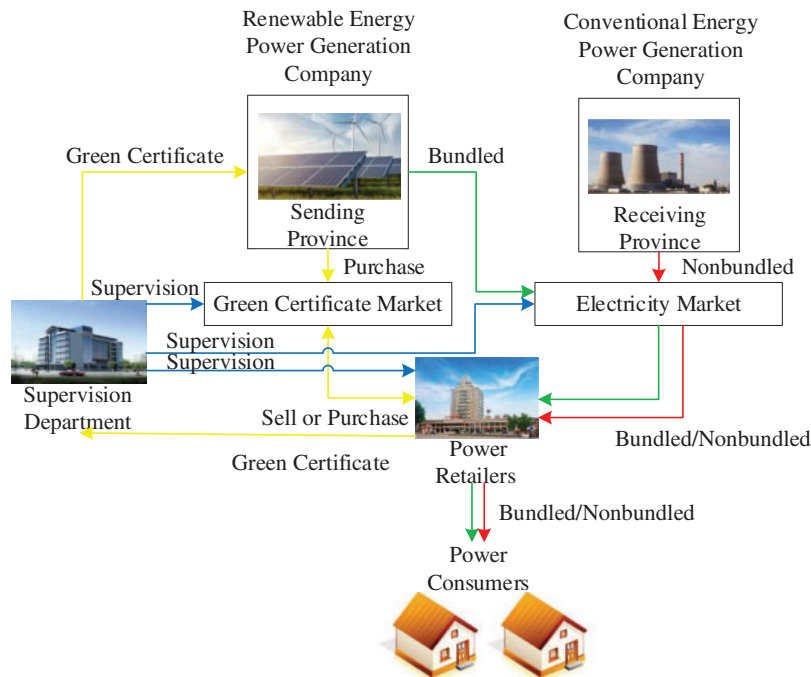 Renewable Energy
Power Generation
Company
Conventional Energy
Power Generation
Company
Green Certificate
Bundled
Sending
Province
Receiving
Province
Purchase
Nonbundled
Supervision
Green Certificate Market
Electricity Market
Supervision
Supervision
Supervision
Department
Sell or Purchase
Green Certificate
Power
Retailers
Bundled/Nonbundled
Bundled/Nonbundled
Power
Consumers